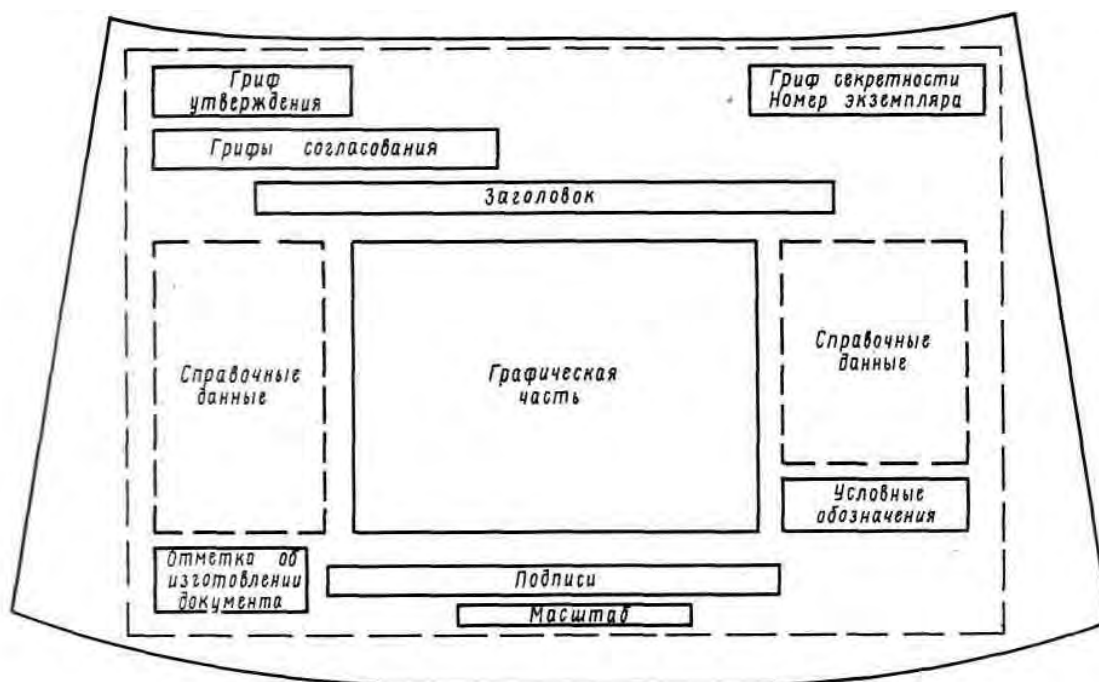 Гриф
утверждения
Гриф секретности
Номер экземпляра
Грифы согласования
Заголовок
Справочные
данные
Графическая
часть
Справочные
данные
Условные
обозначения
Отметка об
изготовлении
документа
Подписи
Масштаб